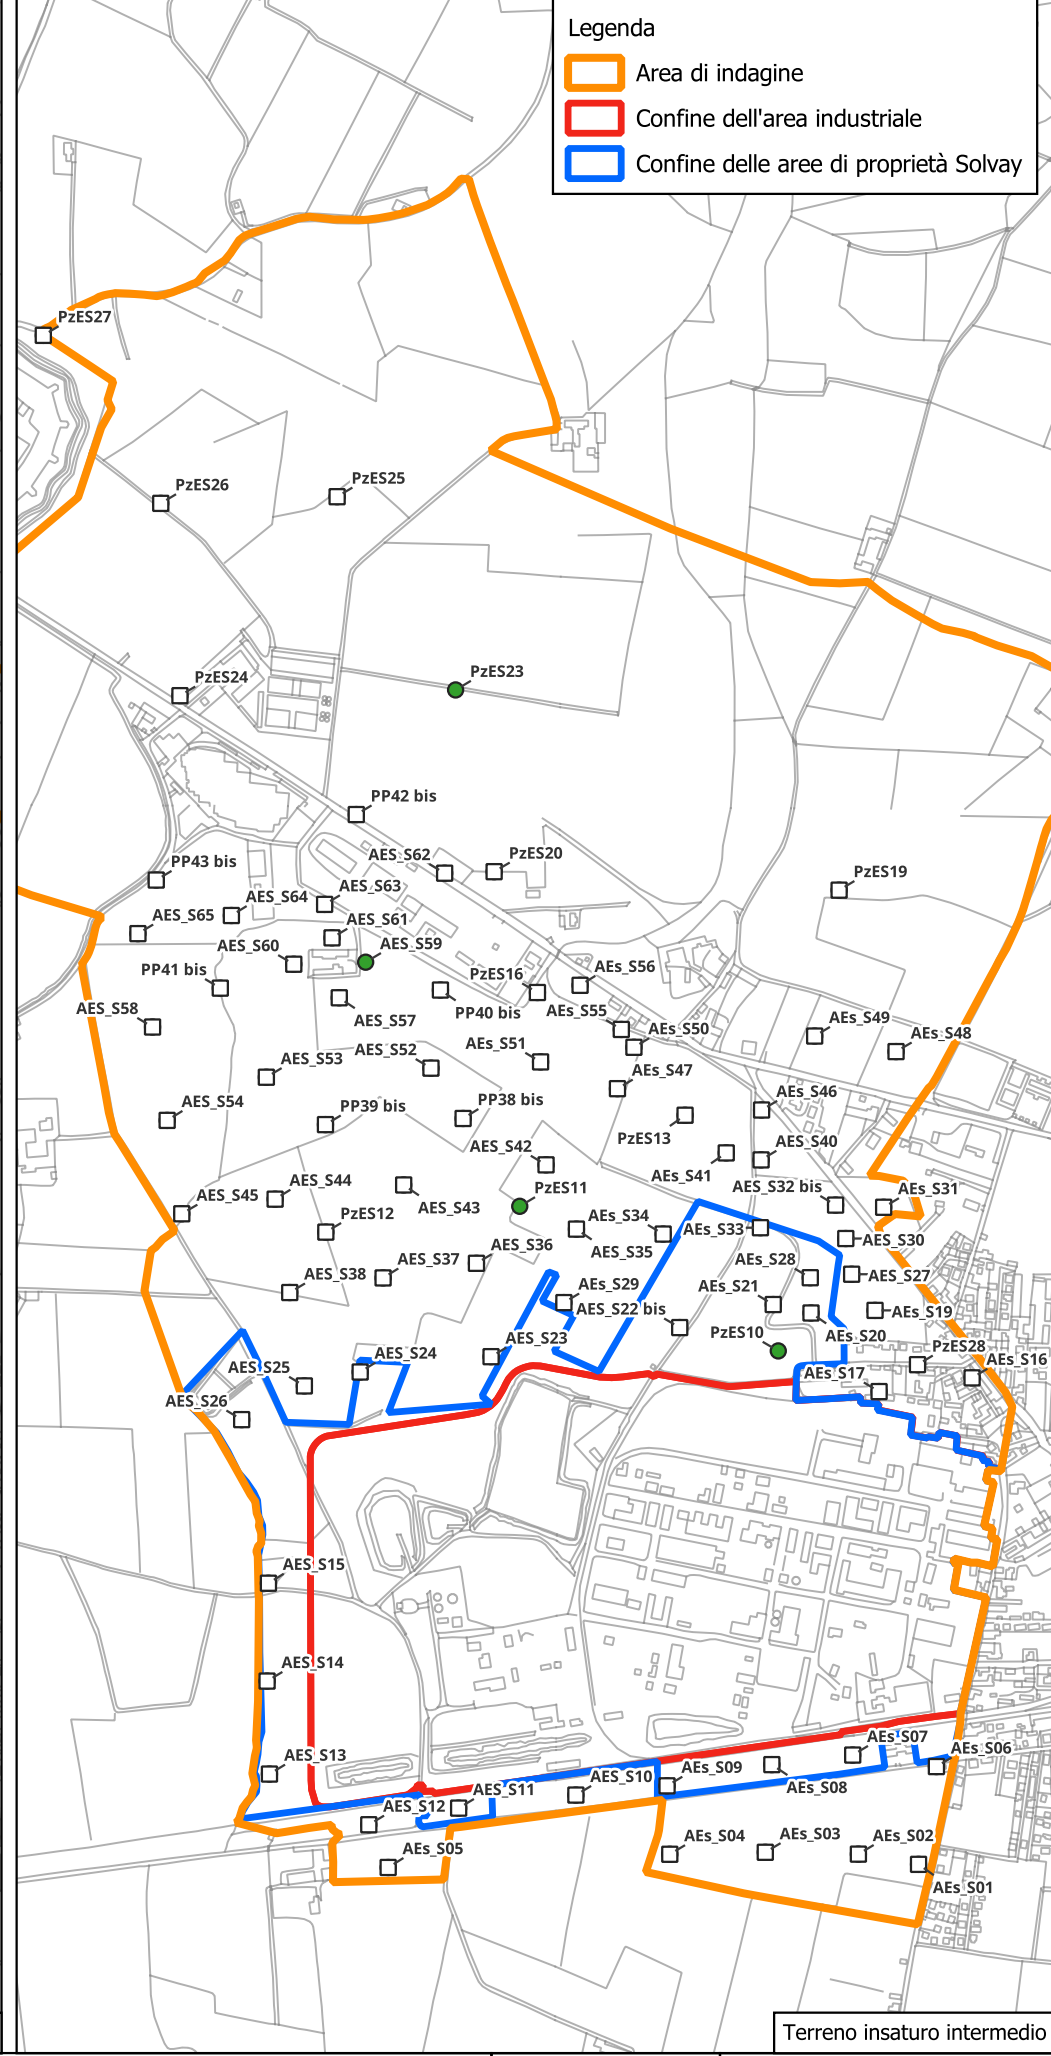 Legenda
Area di indagine
Confine dell'area industriale
Confine delle aree di proprietà Solvay
PzES27
PzES26
PzES25
PzES24
PzES23
PP42 bis
AES_S62
PzES20
PP43 bis
PzES19
AES_S63
AES_S64
AES_S65
AES_S61
AES_S60
AES_S59
PP41 bis
PzES16
AEs_S56
AES_S58
AES_S57
PP40 bis
AEs_S55
AEs_S50
AEs_S49
AEs_S48
AES_S53
AES_S52
AEs_S51
AEs_S47
AES_S54
PP39 bis
PP38 bis
AEs_S46
PzES13
AES_S42
AEs_S41
AES_S40
AES_S44
AES_S45
AES_S43
PzES11
AES_S32 bis
AEs_S31
PzES12
AEs_S34
AEs_S33
AES_S35
AEs_S30
AES_S36
AES_S37
AES_S28
AES_S27
AES_S38
AEs_S29
AES_S21
AES_S22 bis
AEs_S19
AES_S23
PzES10
AEs_S20
AES_S24
PzES28
AES_S25
AEs_S16
AES_S17
AES_S26
AES_S15
AES_S14
AES_S13
AEs_S07
AEs_S06
AEs_S09
AES_S10
AEs_S08
AES_S11
AES_S12
AEs_S05
AEs_S04
AEs_S03
AEs_S02
AEs_S01
Terreno insaturo intermedio